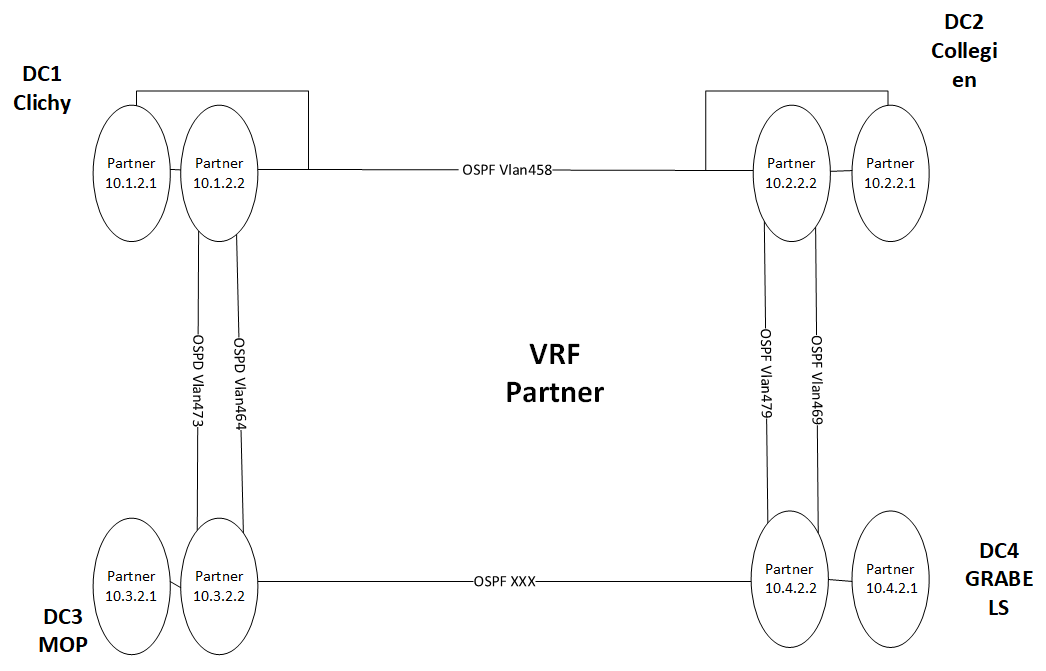 DC2
Collegi
en
DC1
Clichy
Partner
10.1.2.1
Partner
10.1.2.2
OSPF Vlan458
Partner
10.2.2.2
Partner
10.2.2.1
OSPD Vlan473
OSPD Vlan464
VRF
Partner
OSPF Vlan479
OSPF Vlan469
Partner
10.3.2.1
Partner
10.3.2.2
OSPF XXX
Partner
10.4.2.2
Partner
10.4.2.1
DC4
GRABE
LS
DC3
MOP